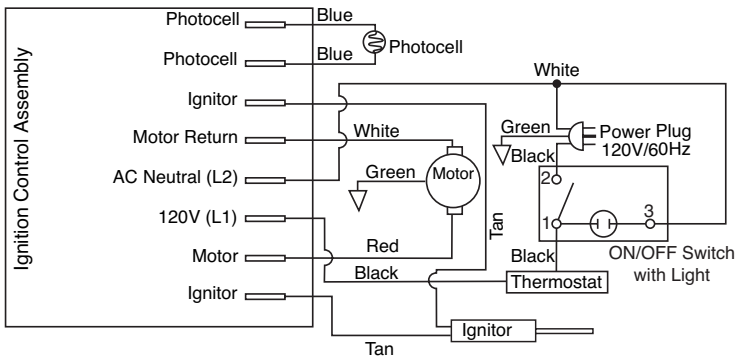 Ignition Control Assembly
Photocell
Blue
Photocell
Blue
Photocell
Ignitor
Motor Return
White
AC Neutral (L2)
120V (L1)
Motor
Red
Black
Ignitor
Tan
Green
Motor
Tan
White
Green
Power Plug
120V/60Hz
Black
2
1
3
Black
ON/OFF Switch
with Light
Thermostat
Ignitor